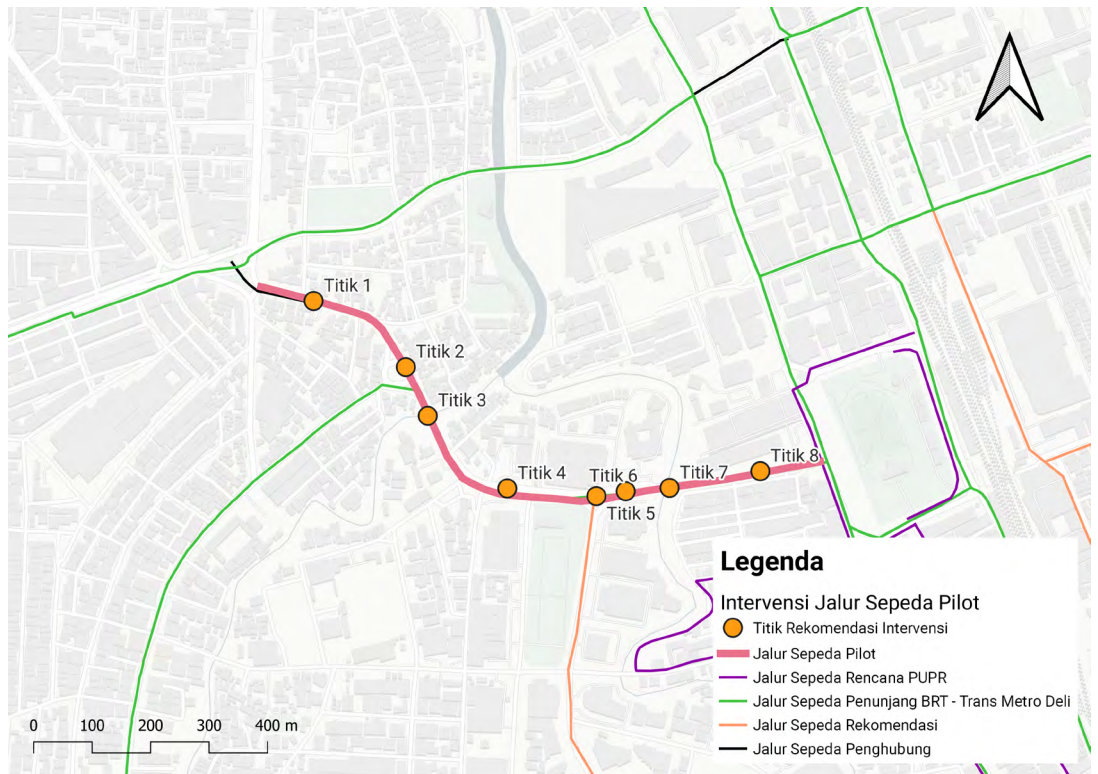 Titik 1
Titik 2
Titik 3
Titik 4
Titik 6
Titik 5
Titik 7
Titik 8
Legenda
Intervensi Jalur Sepeda Pilot
Titik Rekomendasi Intervensi
Jalur Sepeda Pilot
Jalur Sepeda Rencana PUPR
Jalur Sepeda Penunjang BRT - Trans Metro Deli
Jalur Sepeda Rekomendasi
Jalur Sepeda Penghubung
0 100 200 300 400 m